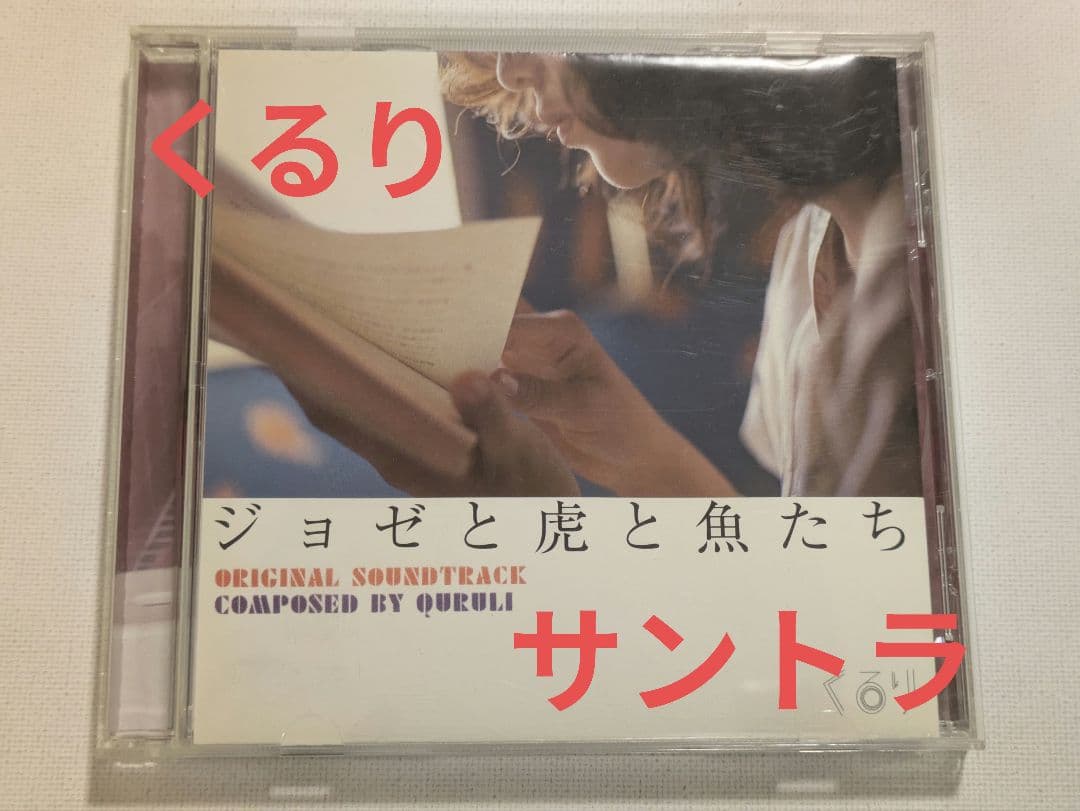 くるり
ジョゼと虎と魚たち
ORIGINAL SOUNDTRACK
COMPOSED BY QURULI
サントラ
くるり